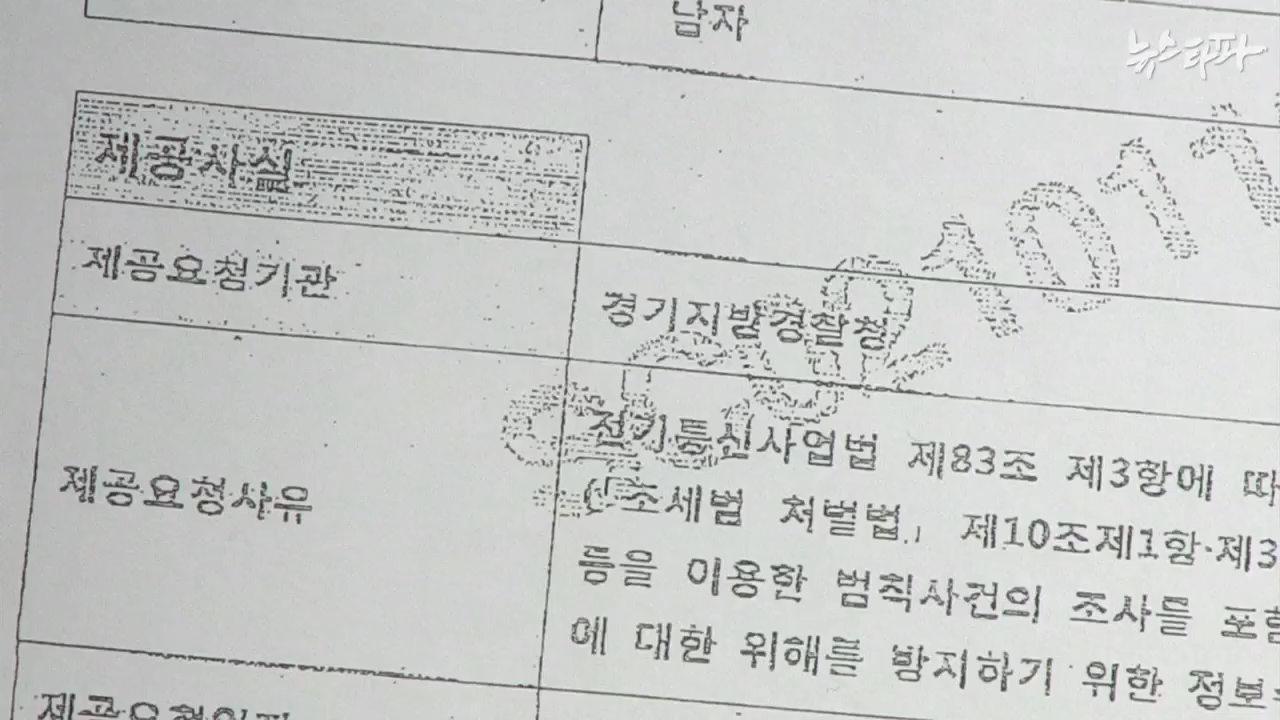 남자
뉴스타파
제공사실
제공요청기관
경기지방경찰청
제공요청사유
전기통신사업법 제83조 제3항에 따
「조세범 처벌법」 제10조제1항·제3
등을 이용한 범칙사건의 조사를 포함
에 대한 위해를 방지하기 위한 정보